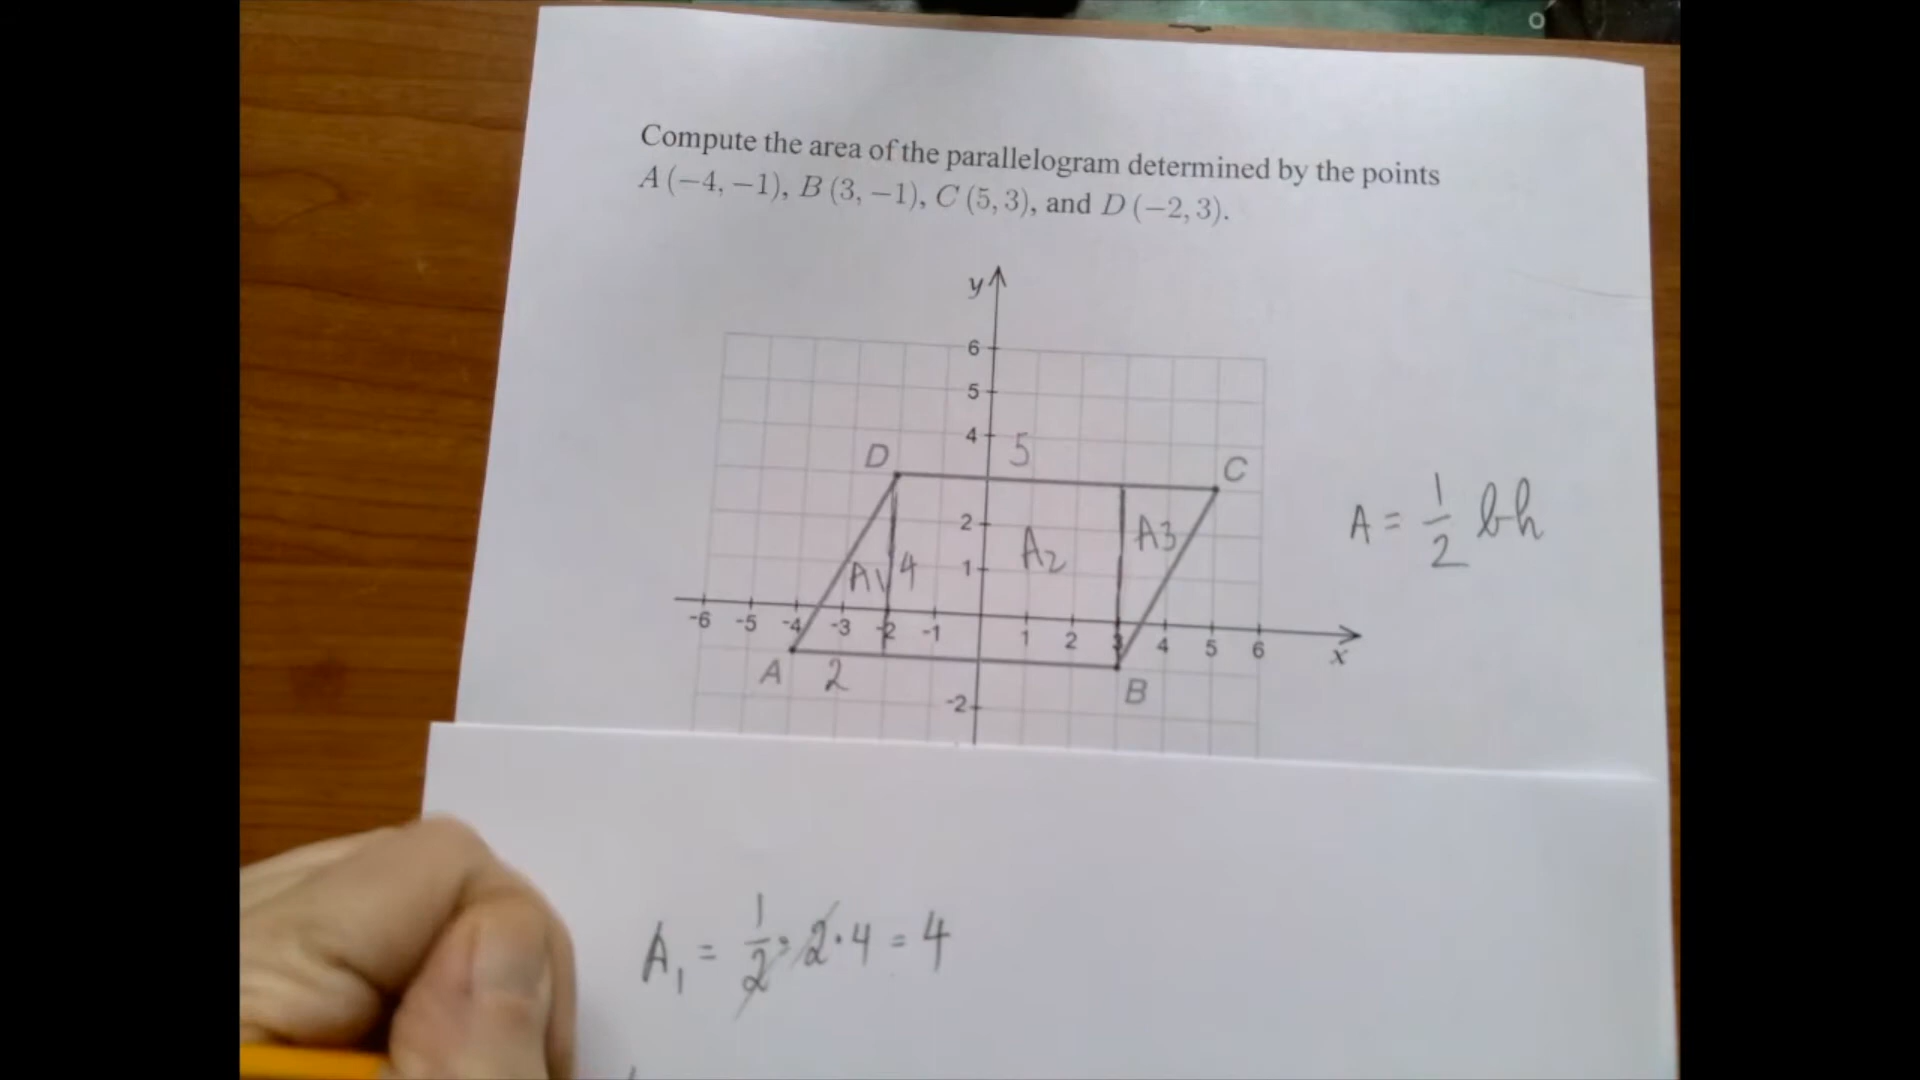 Compute the area of the parallelogram determined by the points
A (−4, −1), B (3, −1), C (5, 3), and D (−2, 3).
y
6
5
4
5
D
C
2
1
A1
4
A2
A3
A = 1/2 bh
-6 -5 -4 -3 -2 -1 1 2 3 4 5 6
x
A
2
B
-2
A₁ = 1/2 · 2 · 4 = 4